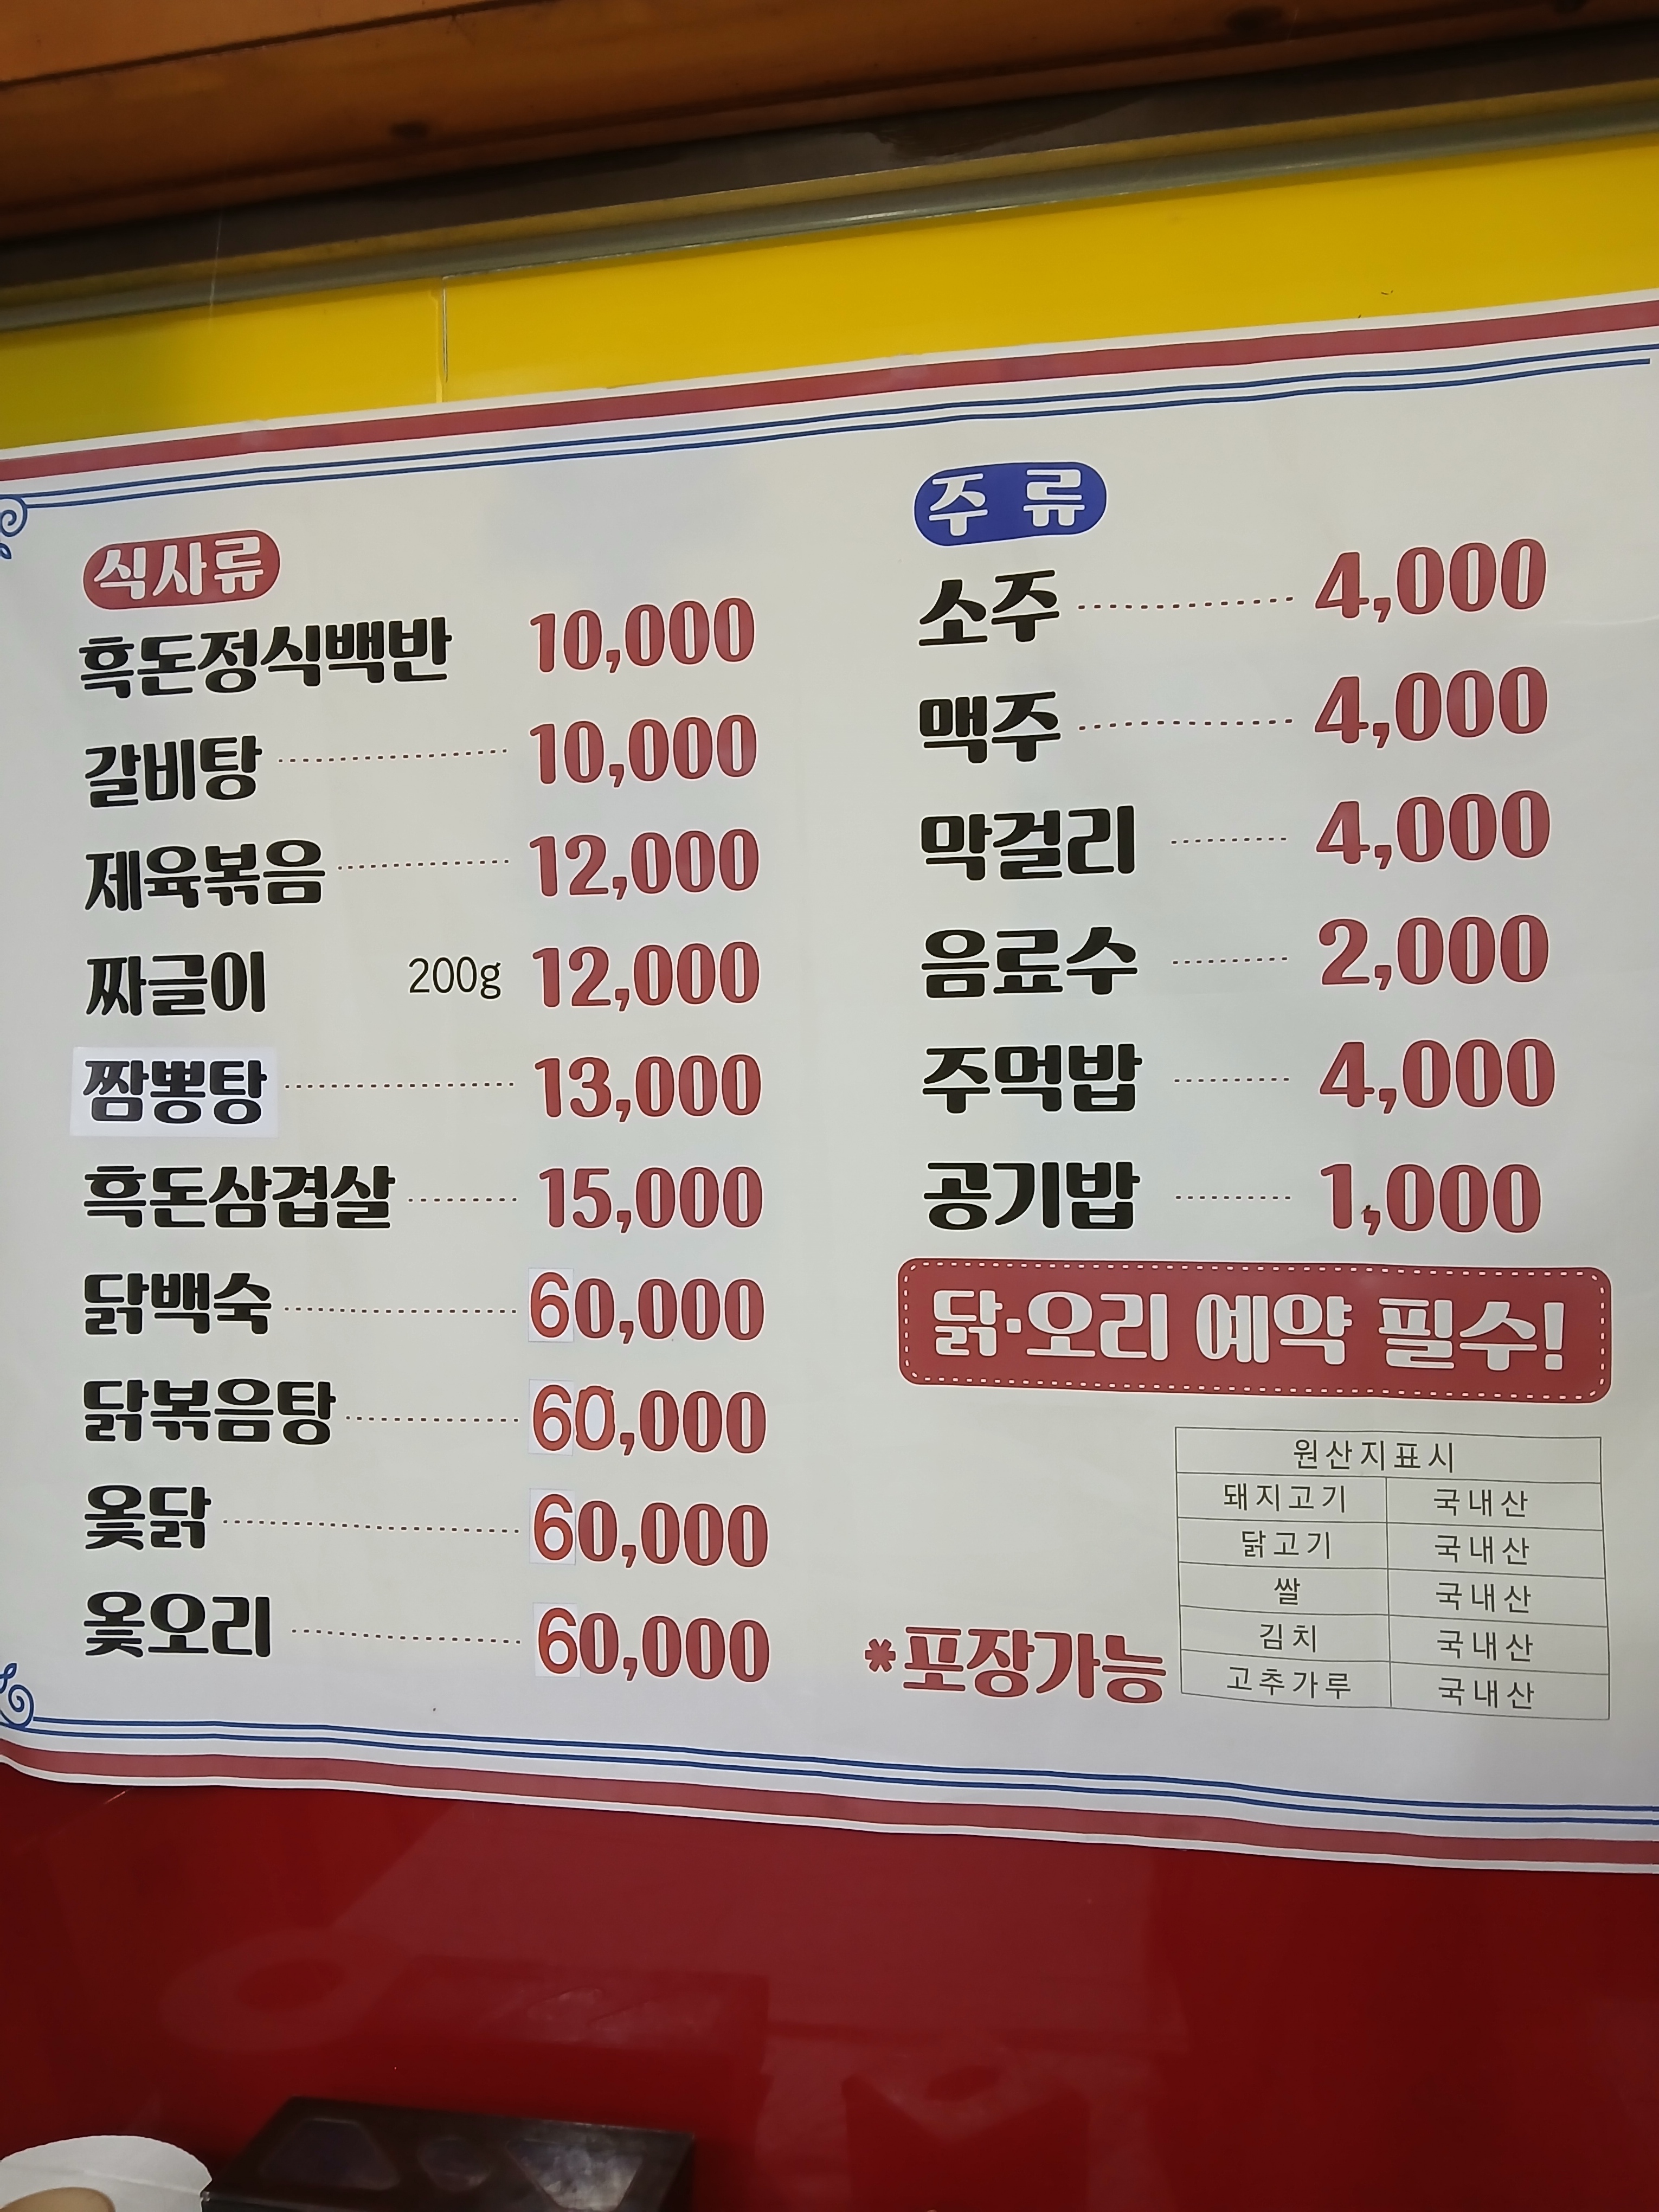 식사류
흑돈정식백반 10,000
갈비탕 10,000
제육볶음 12,000
짜글이 200g 12,000
짬뽕탕 13,000
흑돈삼겹살 15,000
닭백숙 60,000
닭볶음탕 60,000
옻닭 60,000
옻오리 60,000
주 류
소주 4,000
맥주 4,000
막걸리 4,000
음료수 2,000
주먹밥 4,000
공기밥 1,000
닭·오리 예약 필수!
원산지표시
돼지고기 국내산
닭고기 국내산
쌀 국내산
김치 국내산
고추가루 국내산
*포장가능